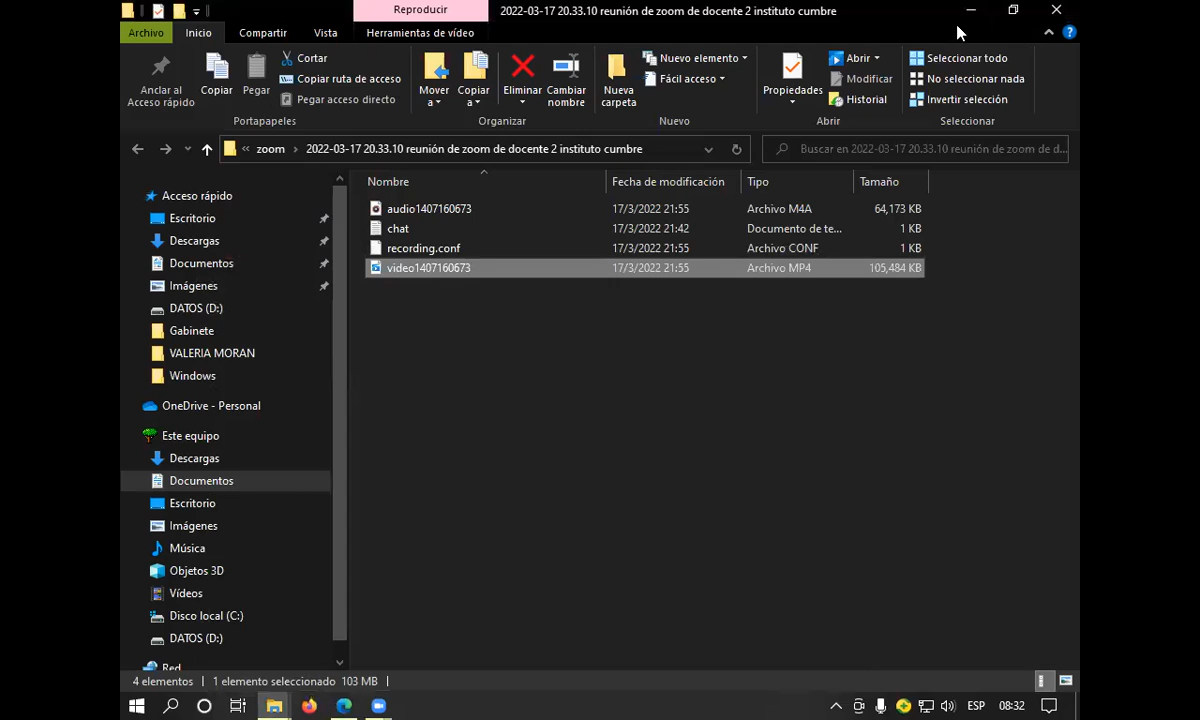 Reproducir
2022-03-17 20.33.10 reunión de zoom de docente 2 instituto cumbre
Archivo
Inicio
Compartir
Vista
Herramientas de vídeo
Anclar al
Acceso rápido
Copiar
Pegar
Cortar
Copiar ruta de acceso
Pegar acceso directo
Portapapeles
Mover
a
Copiar
a
Eliminar
Cambiar
nombre
Organizar
Nueva
carpeta
Nuevo elemento
Fácil acceso
Nuevo
Propiedades
Abrir
Modificar
Historial
Abrir
Seleccionar todo
No seleccionar nada
Invertir selección
Seleccionar
« zoom › 2022-03-17 20.33.10 reunión de zoom de docente 2 instituto cumbre
Buscar en 2022-03-17 20.33.10 reunión de zoom de d...
Nombre Fecha de modificación Tipo Tamaño
audio1407160673 17/3/2022 21:55 Archivo M4A 64,173 KB
chat 17/3/2022 21:42 Documento de te... 1 KB
recording.conf 17/3/2022 21:55 Archivo CONF 1 KB
video1407160673 17/3/2022 21:55 Archivo MP4 105,484 KB
Acceso rápido
Escritorio
Descargas
Documentos
Imágenes
DATOS (D:)
Gabinete
VALERIA MORAN
Windows
OneDrive - Personal
Este equipo
Descargas
Documentos
Escritorio
Imágenes
Música
Objetos 3D
Vídeos
Disco local (C:)
DATOS (D:)
Red
4 elementos 1 elemento seleccionado 103 MB
ESP 08:32